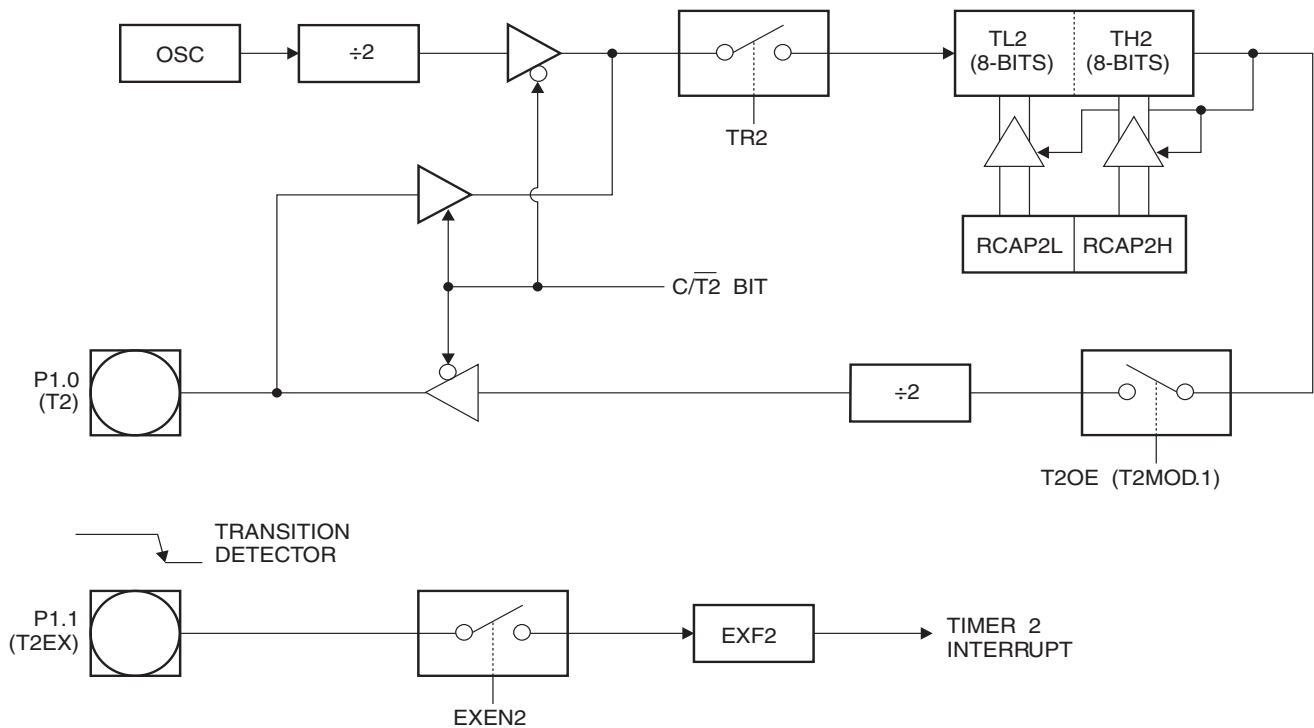 OSC
÷2
TR2
TL2
(8-BITS)
TH2
(8-BITS)
RCAP2L
RCAP2H
C/T2̅ BIT
P1.0
(T2)
÷2
T2OE (T2MOD.1)
TRANSITION
DETECTOR
P1.1
(T2EX)
EXEN2
EXF2
TIMER 2
INTERRUPT